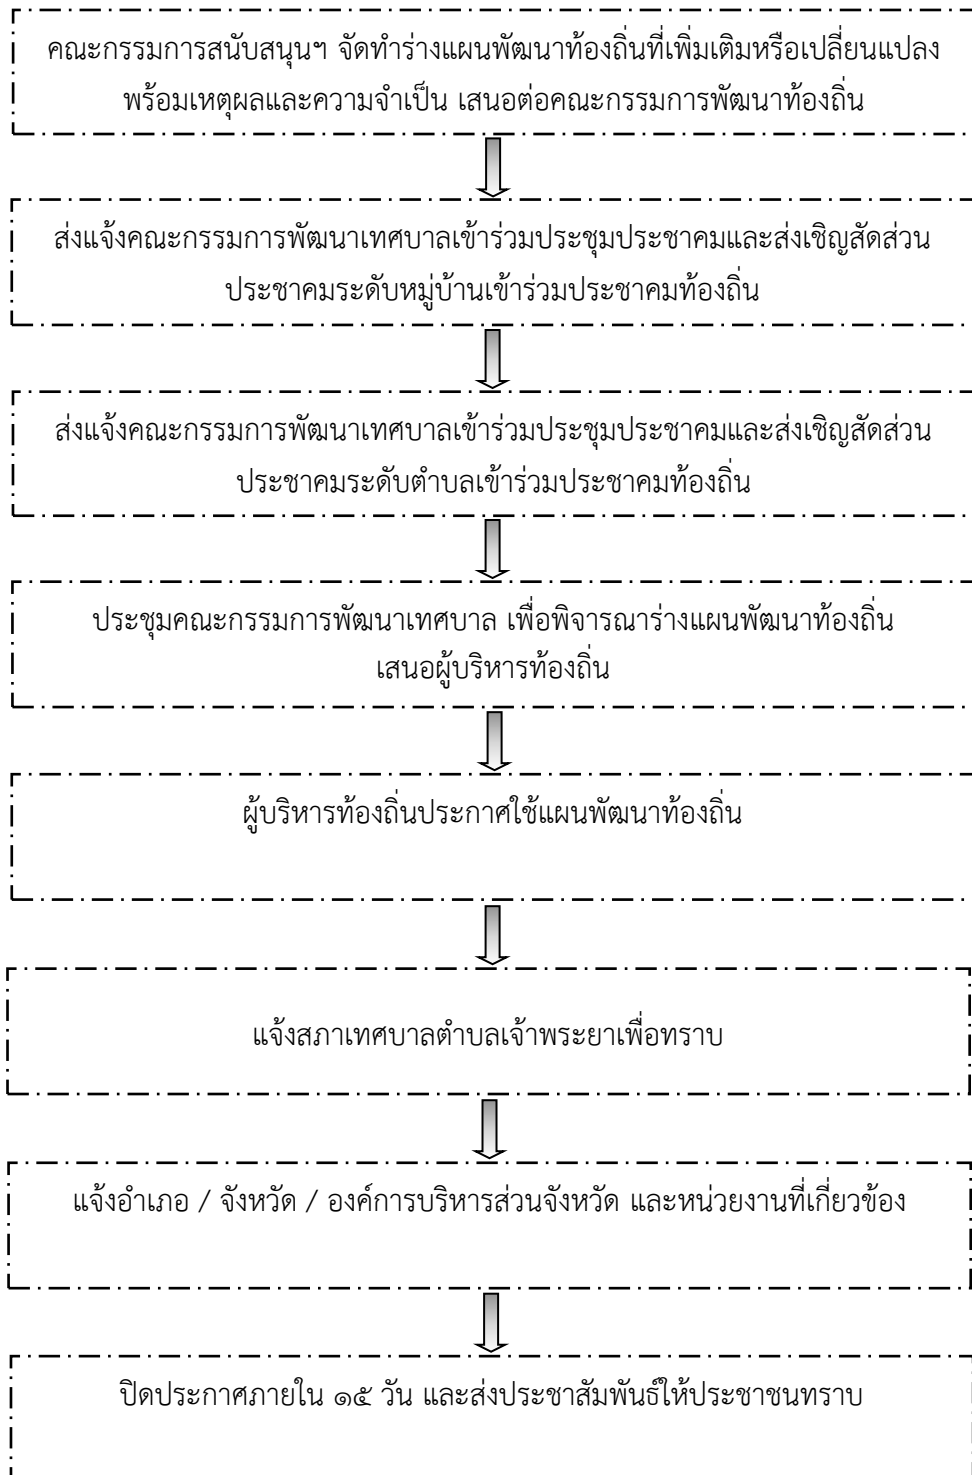 คณะกรรมการสนับสนุนฯ จัดทำร่างแผนพัฒนาท้องถิ่นที่เพิ่มเติมหรือเปลี่ยนแปลง
พร้อมเหตุผลและความจำเป็น เสนอต่อคณะกรรมการพัฒนาท้องถิ่น
ส่งแจ้งคณะกรรมการพัฒนาเทศบาลเข้าร่วมประชุมประชาคมและส่งเชิญสัดส่วน
ประชาคมระดับหมู่บ้านเข้าร่วมประชาคมท้องถิ่น
ส่งแจ้งคณะกรรมการพัฒนาเทศบาลเข้าร่วมประชุมประชาคมและส่งเชิญสัดส่วน
ประชาคมระดับตำบลเข้าร่วมประชาคมท้องถิ่น
ประชุมคณะกรรมการพัฒนาเทศบาล เพื่อพิจารณาร่างแผนพัฒนาท้องถิ่น
เสนอผู้บริหารท้องถิ่น
ผู้บริหารท้องถิ่นประกาศใช้แผนพัฒนาท้องถิ่น
แจ้งสภาเทศบาลตำบลเจ้าพระยาเพื่อทราบ
แจ้งอำเภอ / จังหวัด / องค์การบริหารส่วนจังหวัด และหน่วยงานที่เกี่ยวข้อง
ปิดประกาศภายใน ๑๕ วัน และส่งประชาสัมพันธ์ให้ประชาชนทราบ